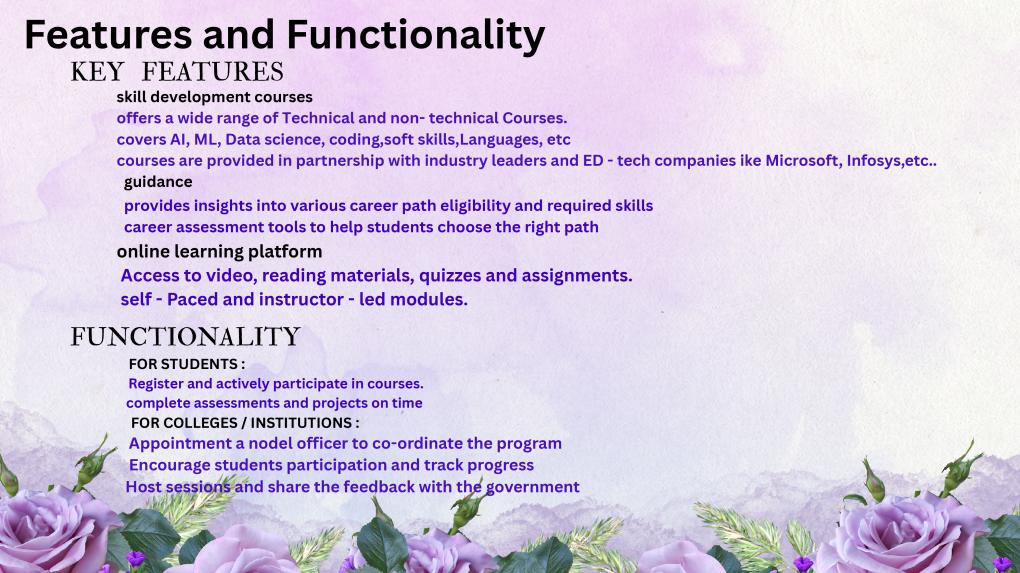 Features and Functionality
KEY FEATURES
skill development courses
offers a wide range of Technical and non- technical Courses.
covers AI, ML, Data science, coding,soft skills,Languages, etc
courses are provided in partnership with industry leaders and ED - tech companies ike Microsoft, Infosys,etc..
guidance
provides insights into various career path eligibility and required skills
career assessment tools to help students choose the right path
online learning platform
Access to video, reading materials, quizzes and assignments.
self - Paced and instructor - led modules.
FUNCTIONALITY
FOR STUDENTS :
Register and actively participate in courses.
complete assessments and projects on time
FOR COLLEGES / INSTITUTIONS :
Appointment a nodel officer to co-ordinate the program
Encourage students participation and track progress
Host sessions and share the feedback with the government